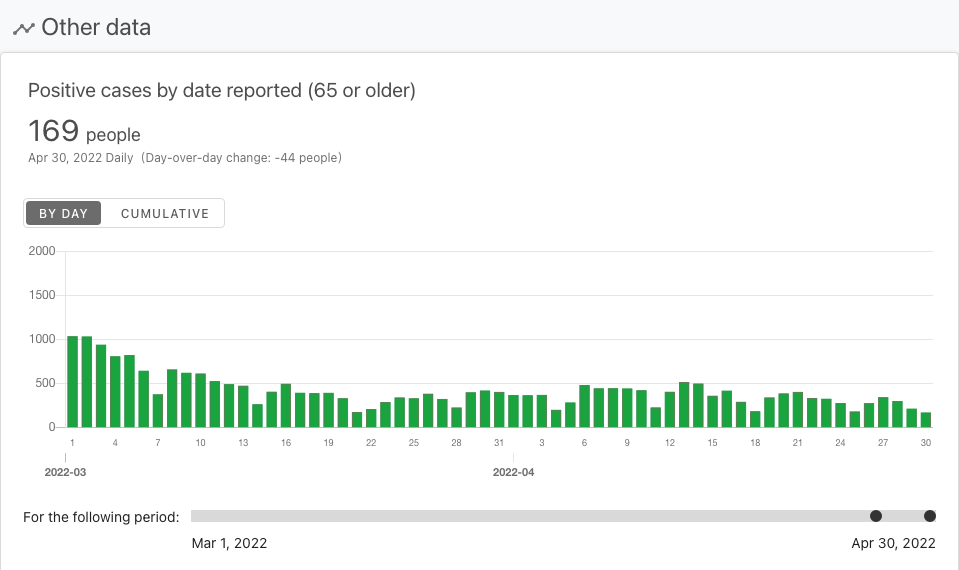 Other data
Positive cases by date reported (65 or older)
169 people
Apr 30, 2022 Daily (Day-over-day change: -44 people)
BY DAY CUMULATIVE
2000
1500
1000
500
0
1 4 7 10 13 16 19 22 25 28 31 3 6 9 12 15 18 21 24 27 30
2022-03 2022-04
For the following period:
Mar 1, 2022 Apr 30, 2022